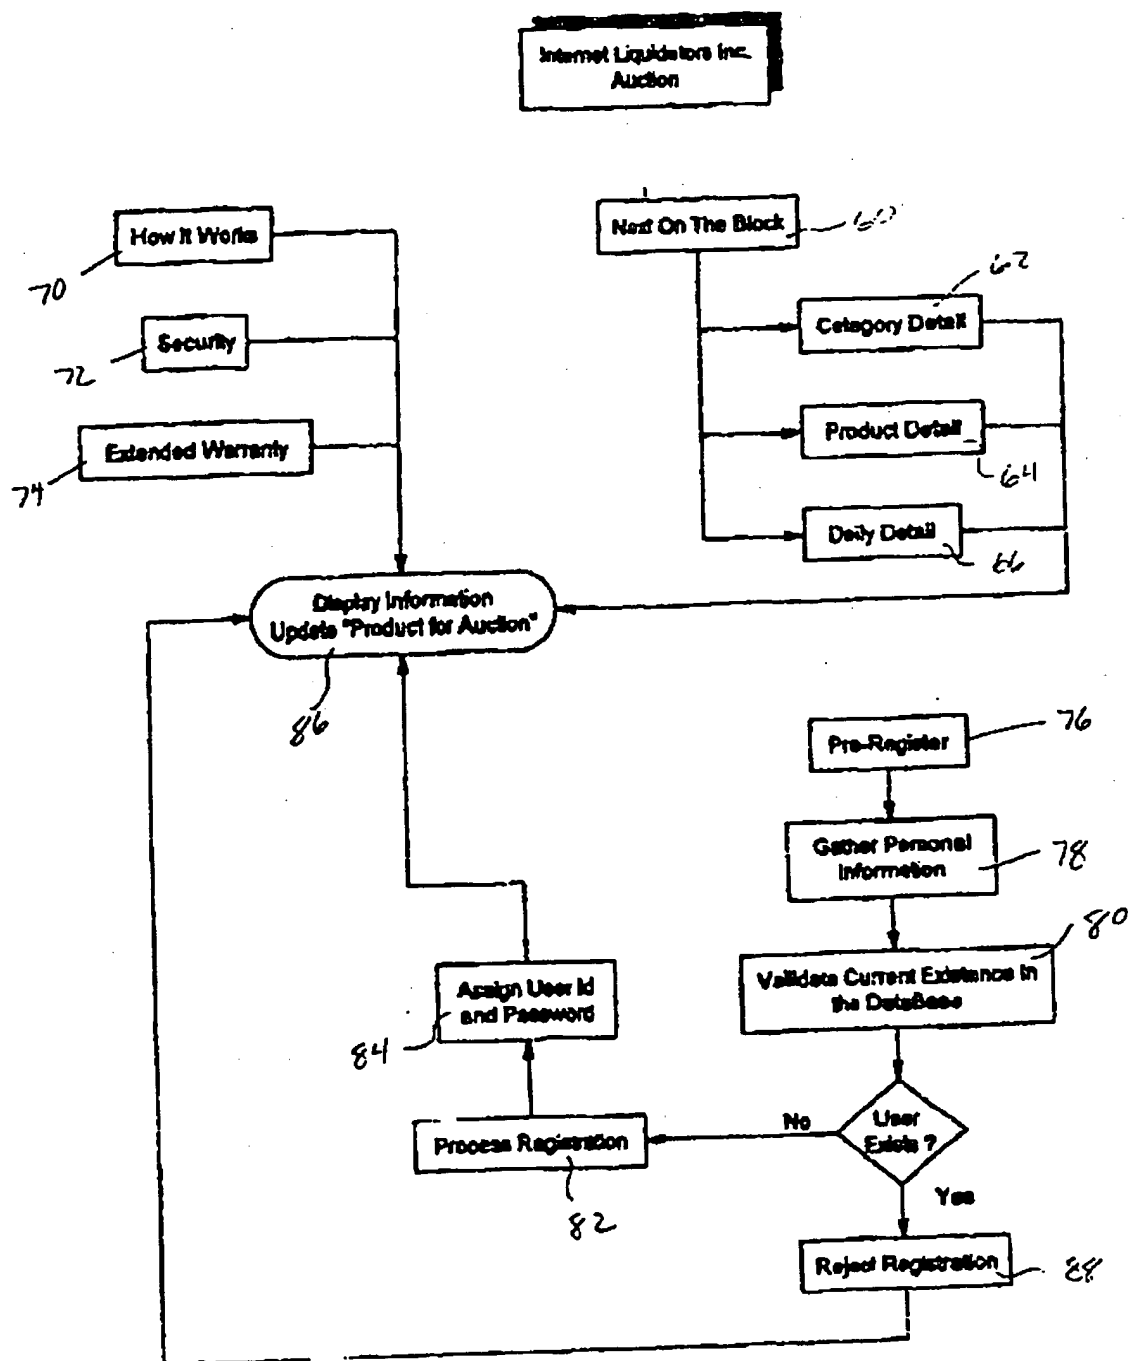 Internet Liquidators Inc.
Auction
How It Works
70
Next On The Block
60
Security
72
Category Detail
62
Extended Warranty
74
Product Detail
64
Daily Detail
66
Display Information
Update "Product for Auction"
86
Pre-Register
76
Gather Personal
Information
78
Validate Current Existence in
the DataBase
80
Assign User Id
and Password
84
User
Exists ?
No
Process Registration
82
Yes
Reject Registration
88